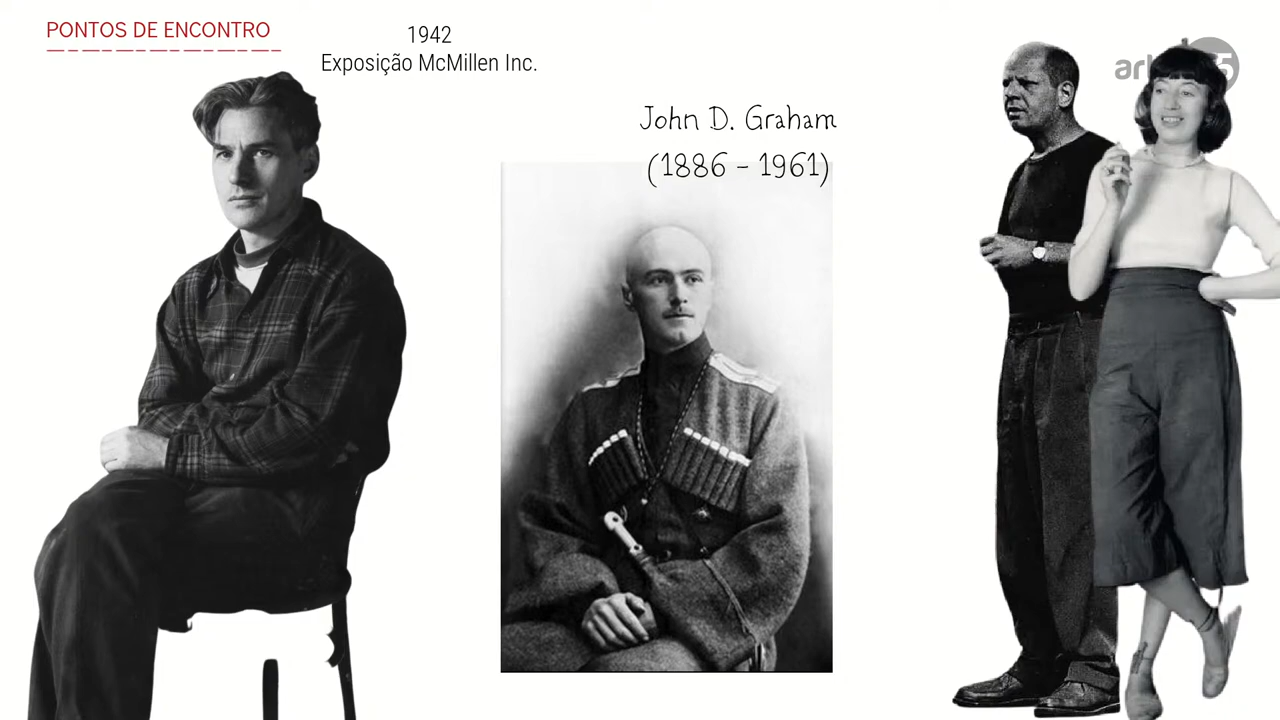 PONTOS DE ENCONTRO
1942
Exposição McMillen Inc.
John D. Graham
(1886 – 1961)